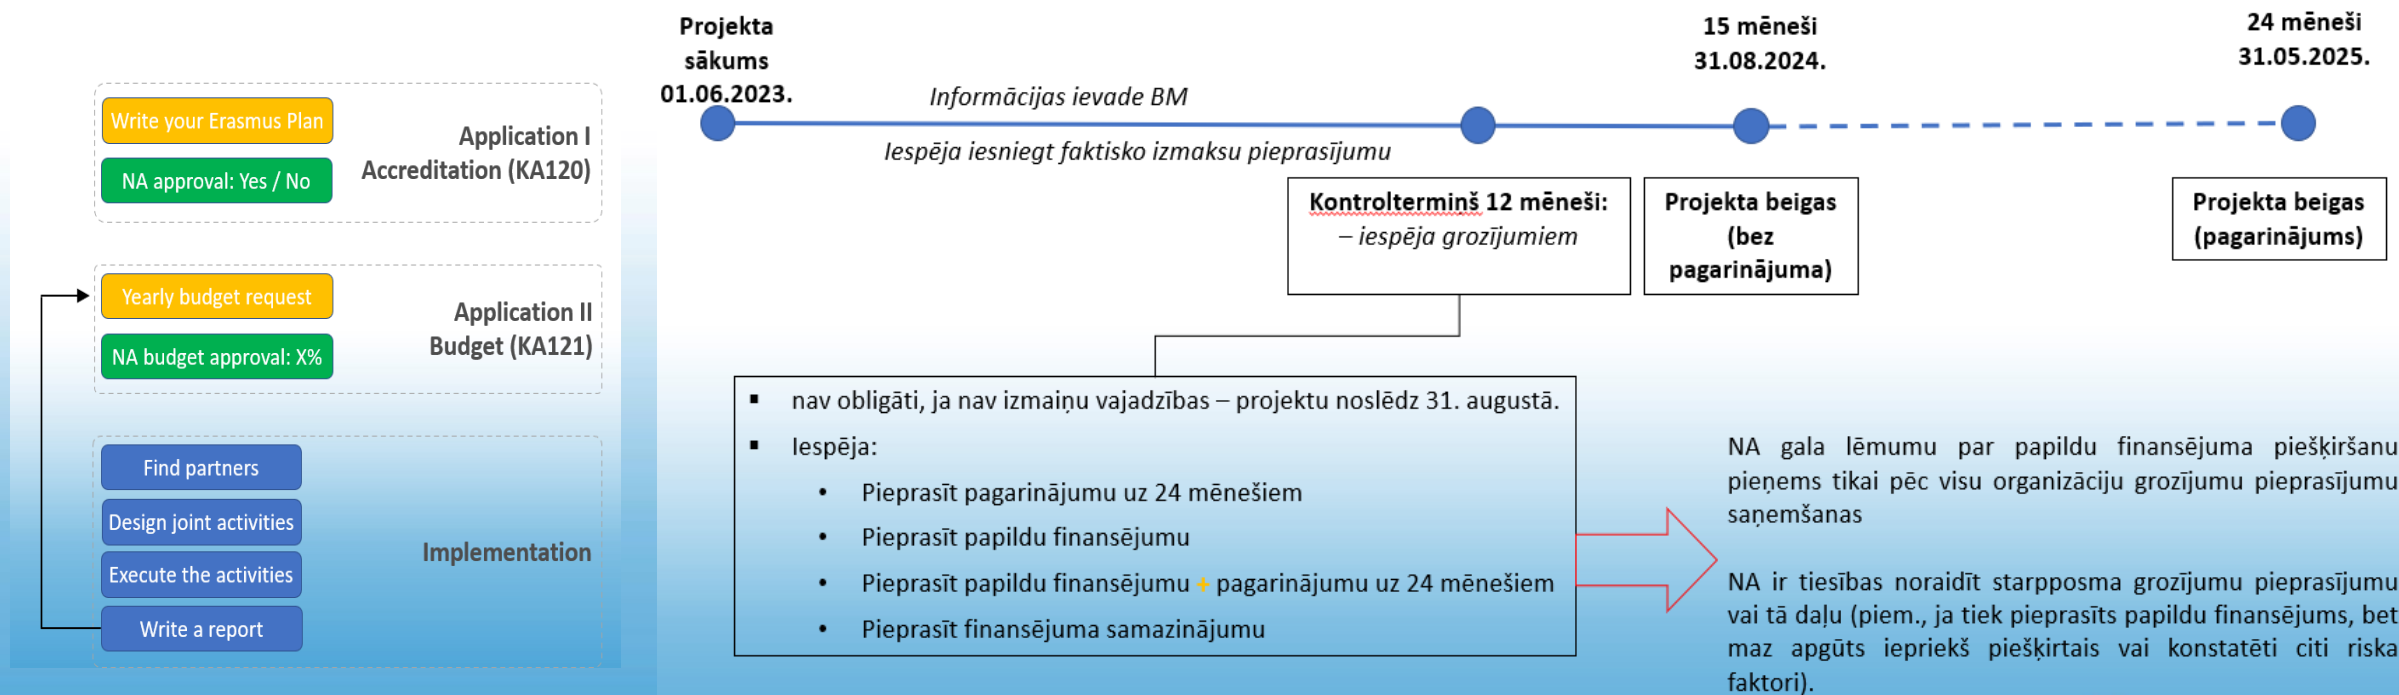 Write your Erasmus Plan
NA approval: Yes / No
Application I
Accreditation (KA120)
Yearly budget request
NA budget approval: X%
Application II
Budget (KA121)
Find partners
Design joint activities
Execute the activities
Write a report
Implementation
Projekta
sākums
01.06.2023.
Informācijas ievade BM
Iespēja iesniegt faktisko izmaksu pieprasījumu
15 mēneši
31.08.2024.
24 mēneši
31.05.2025.
Kontroltermiņš 12 mēneši:
– iespēja grozījumiem
Projekta beigas
(bez
pagarinājuma)
Projekta beigas
(pagarinājums)
▪ nav obligāti, ja nav izmaiņu vajadzības – projektu noslēdz 31. augustā.
▪ Iespēja:
• Pieprasīt pagarinājumu uz 24 mēnešiem
• Pieprasīt papildu finansējumu
• Pieprasīt papildu finansējumu + pagarinājumu uz 24 mēnešiem
• Pieprasīt finansējuma samazinājumu
NA gala lēmumu par papildu finansējuma piešķiršanu
pieņems tikai pēc visu organizāciju grozījumu pieprasījumu
saņemšanas
NA ir tiesības noraidīt starpposma grozījumu pieprasījumu
vai tā daļu (piem., ja tiek pieprasīts papildu finansējums, bet
maz apgūts iepriekš piešķirtais vai konstatēti citi riska
faktori).